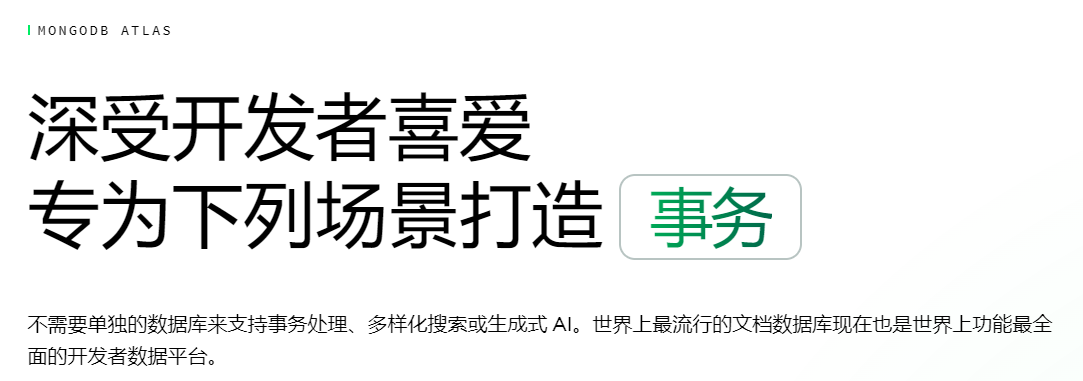 MONGODB ATLAS
深受开发者喜爱
专为下列场景打造 事务
不需要单独的数据库来支持事务处理、多样化搜索或生成式 AI。世界上最流行的文档数据库现在也是世界上功能最全
面的开发者数据平台。